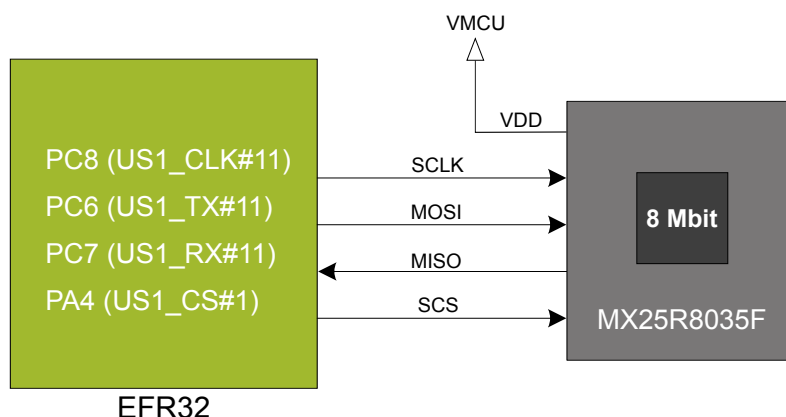 VMCU
VDD
PC8 (US1_CLK#11)
SCLK
PC6 (US1_TX#11)
MOSI
8 Mbit
PC7 (US1_RX#11)
MISO
PA4 (US1_CS#1)
SCS
MX25R8035F
EFR32